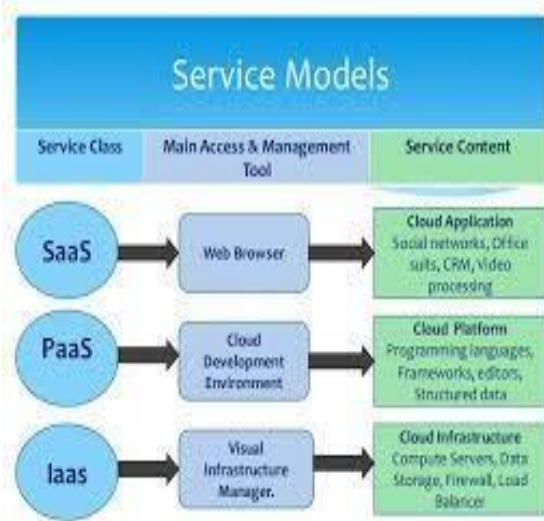 Service Models
Service Class
Main Access & Management
Tool
Service Content
SaaS
Web Browser
Cloud Application
Social networks, Office
suits, CRM, Video
processing
PaaS
Cloud
Development
Environment
Cloud Platform
Programming languages,
Frameworks, editors,
Structured data
Iaas
Visual
Infrastructure
Manager.
Cloud Infrastructure
Compute Servers, Data
Storage, Firewall, Load
Balancer